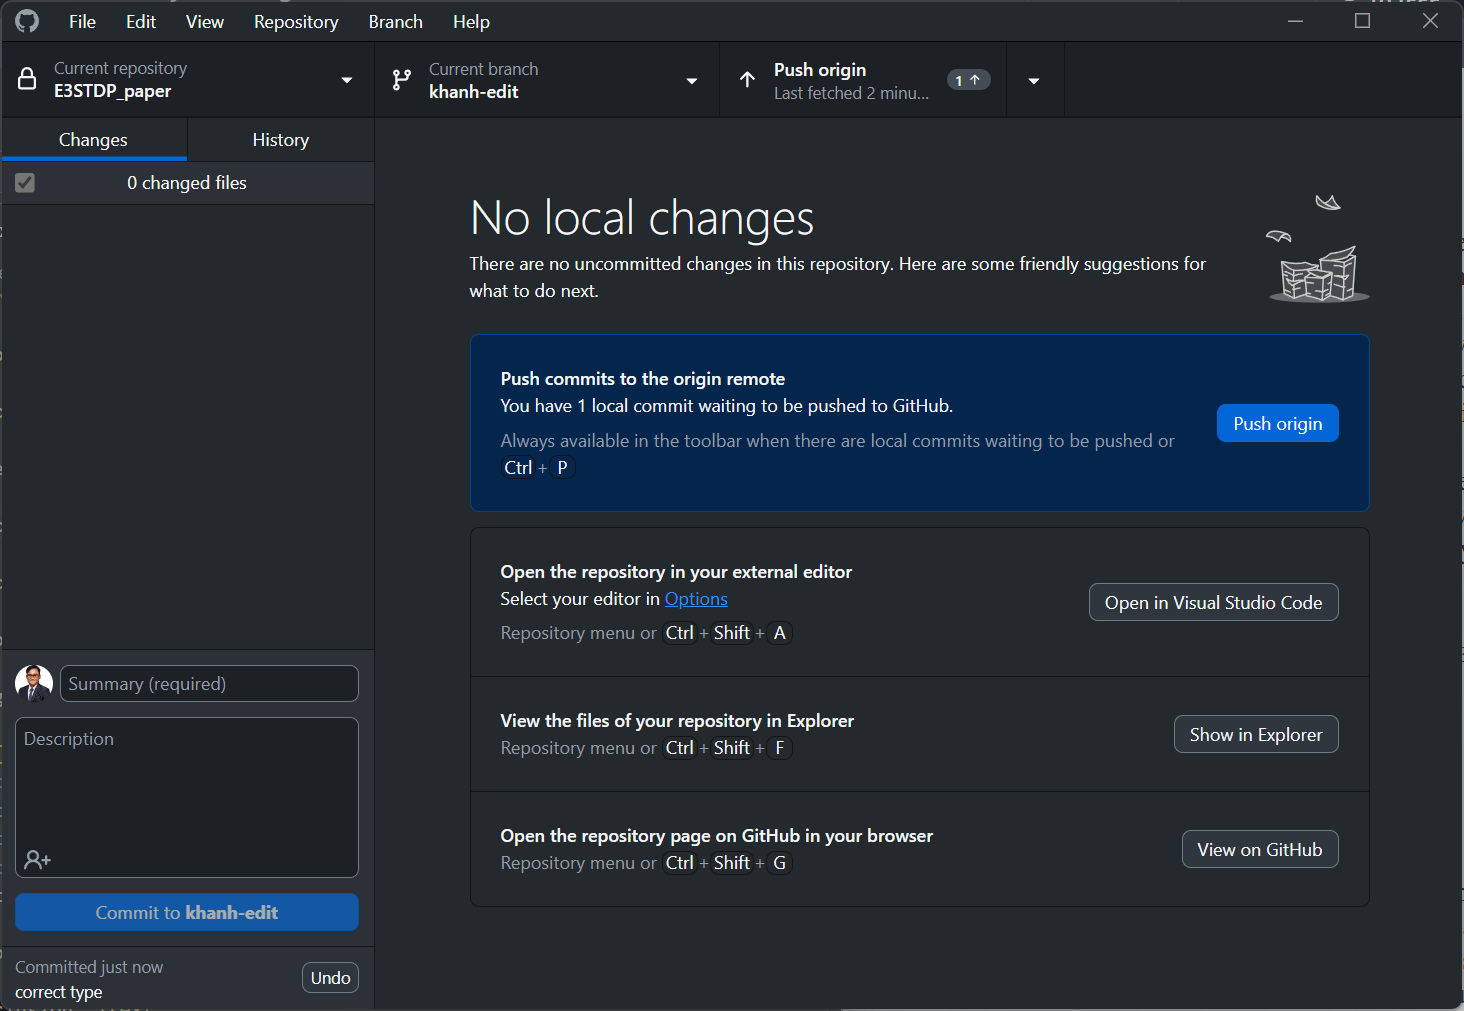 File Edit View Repository Branch Help
Current repository
E3STDP_paper
Current branch
khanh-edit
Push origin
Last fetched 2 minu...
1
Changes
History
0 changed files
No local changes
There are no uncommitted changes in this repository. Here are some friendly suggestions for
what to do next.
Push commits to the origin remote
You have 1 local commit waiting to be pushed to GitHub.
Always available in the toolbar when there are local commits waiting to be pushed or
Ctrl + P
Push origin
Open the repository in your external editor
Select your editor in Options
Repository menu or Ctrl + Shift + A
Open in Visual Studio Code
View the files of your repository in Explorer
Repository menu or Ctrl + Shift + F
Show in Explorer
Open the repository page on GitHub in your browser
Repository menu or Ctrl + Shift + G
View on GitHub
Summary (required)
Description
Commit to khanh-edit
Committed just now
correct type
Undo